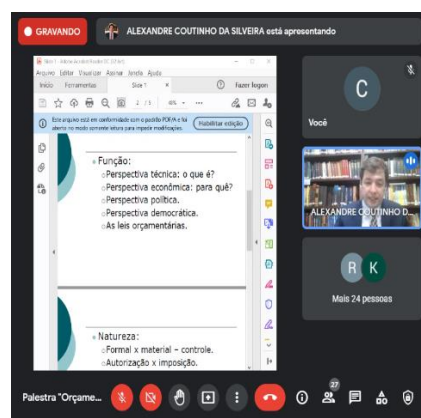 GRAVANDO
ALEXANDRE COUTINHO DA SILVEIRA está apresentando
Arquivo Editar Visualizar Assinar Janela Ajuda
Início Ferramentas Slide 1 × Fazer logon
Este arquivo está em conformidade com o padrão PDF/A e foi
aberto no modo somente leitura para impedir modificações.
Habilitar edição
Função:
Perspectiva técnica: o que é?
Perspectiva econômica: para quê?
Perspectiva política.
Perspectiva democrática.
As leis orçamentárias.
Natureza:
Formal x material – controle.
Autorização x imposição.
C
Você
ALEXANDRE COUTINHO D...
R K
Mais 24 pessoas
Palestra "Orçame...
27